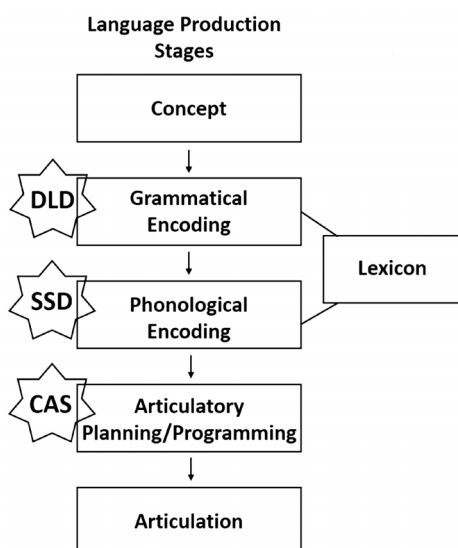 Language Production
Stages
Concept
DLD
Grammatical
Encoding
Lexicon
SSD
Phonological
Encoding
CAS
Articulatory
Planning/Programming
Articulation